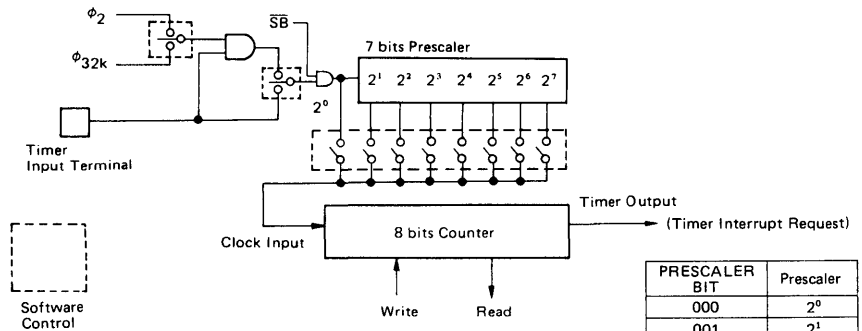 ϕ2
ϕ32k
SB
7 bits Prescaler
2⁰ 2¹ 2² 2³ 2⁴ 2⁵ 2⁶ 2⁷
Timer
Input Terminal
Timer Output
(Timer Interrupt Request)
Clock Input
8 bits Counter
Write Read
Software
Control
PRESCALER
BIT
Prescaler
000 2⁰
001 2¹